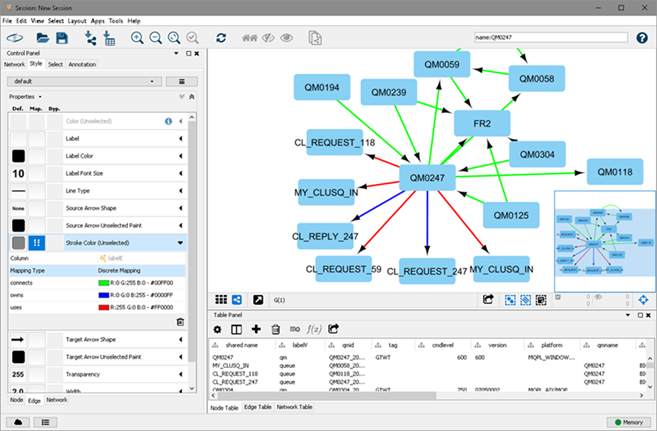 Session: New Session
File Edit View Select Layout Apps Tools Help
name:QM0247
Control Panel
Network Style Select Annotation
default
Properties
Def. Map. Byp.
Color (Unselected)
Label
Label Color
10 Label Font Size
Line Type
None Source Arrow Shape
Source Arrow Unselected Paint
Stroke Color (Unselected)
Column labelE
Mapping Type Discrete Mapping
connects R:0 G:255 B:0 - #00FF00
owns R:0 G:0 B:255 - #0000FF
uses R:255 G:0 B:0 - #FF0000
Target Arrow Shape
Target Arrow Unselected Paint
255 Transparency
2.0 Width
Node Edge Network
QM0059
QM0058
QM0194
QM0239
FR2
CL_REQUEST_118
QM0304
QM0118
QM0247
MY_CLUSQ_IN
QM0125
CL_REPLY_247
CL_REQUEST_59
CL_REQUEST_247
MY_CLUSQ_IN
G(1)
Table Panel
f(x)
shared name labelV qmid tag cmdlevel version platform qmname
QM0247 qm QM0247_20... GTWT 600 600 MQPL_WINDOW...
MY_CLUSQ_IN queue QM0058_20... QM0247
CL_REQUEST_118 queue QM0118_20... QM0247
CL_REQUEST_247 queue QM0247_20... QM0247
Node Table Edge Table Network Table
Memory